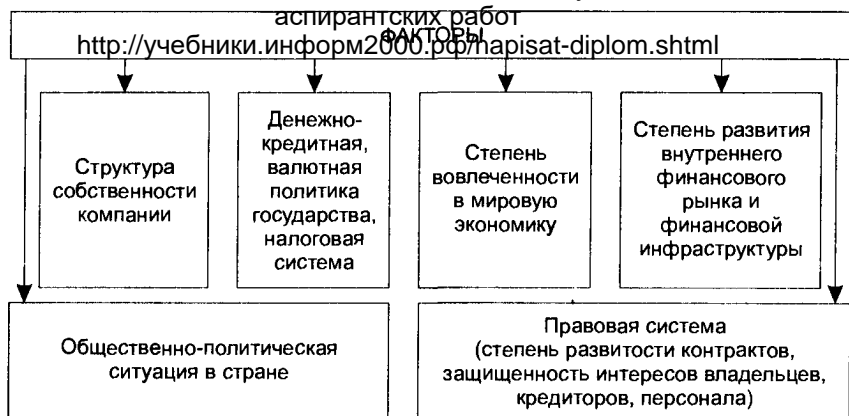 аспирантских работ
http://учебники.информ2000.рф/napisat-diplom.shtml
ФАКТОРЫ
Структура
собственности
компании
Денежно-
кредитная,
валютная
политика
государства,
налоговая
система
Степень
вовлеченности
в мировую
экономику
Степень развития
внутреннего
финансового
рынка и
финансовой
инфраструктуры
Общественно-политическая
ситуация в стране
Правовая система
(степень развитости контрактов,
защищенность интересов владельцев,
кредиторов, персонала)